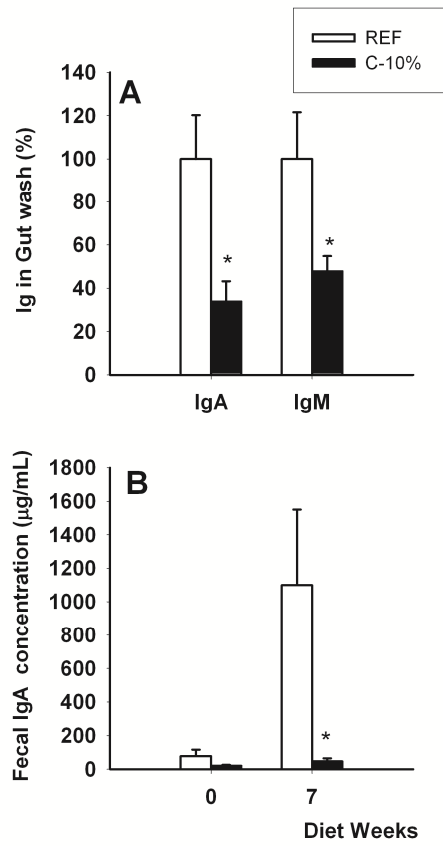 REF
C-10%
A
Ig in Gut wash (%)
140
120
100
80
60
40
20
0
*
*
IgA
IgM
B
Fecal IgA concentration (µg/mL)
1800
1600
1400
1200
1000
800
600
400
200
0
*
0
7
Diet Weeks